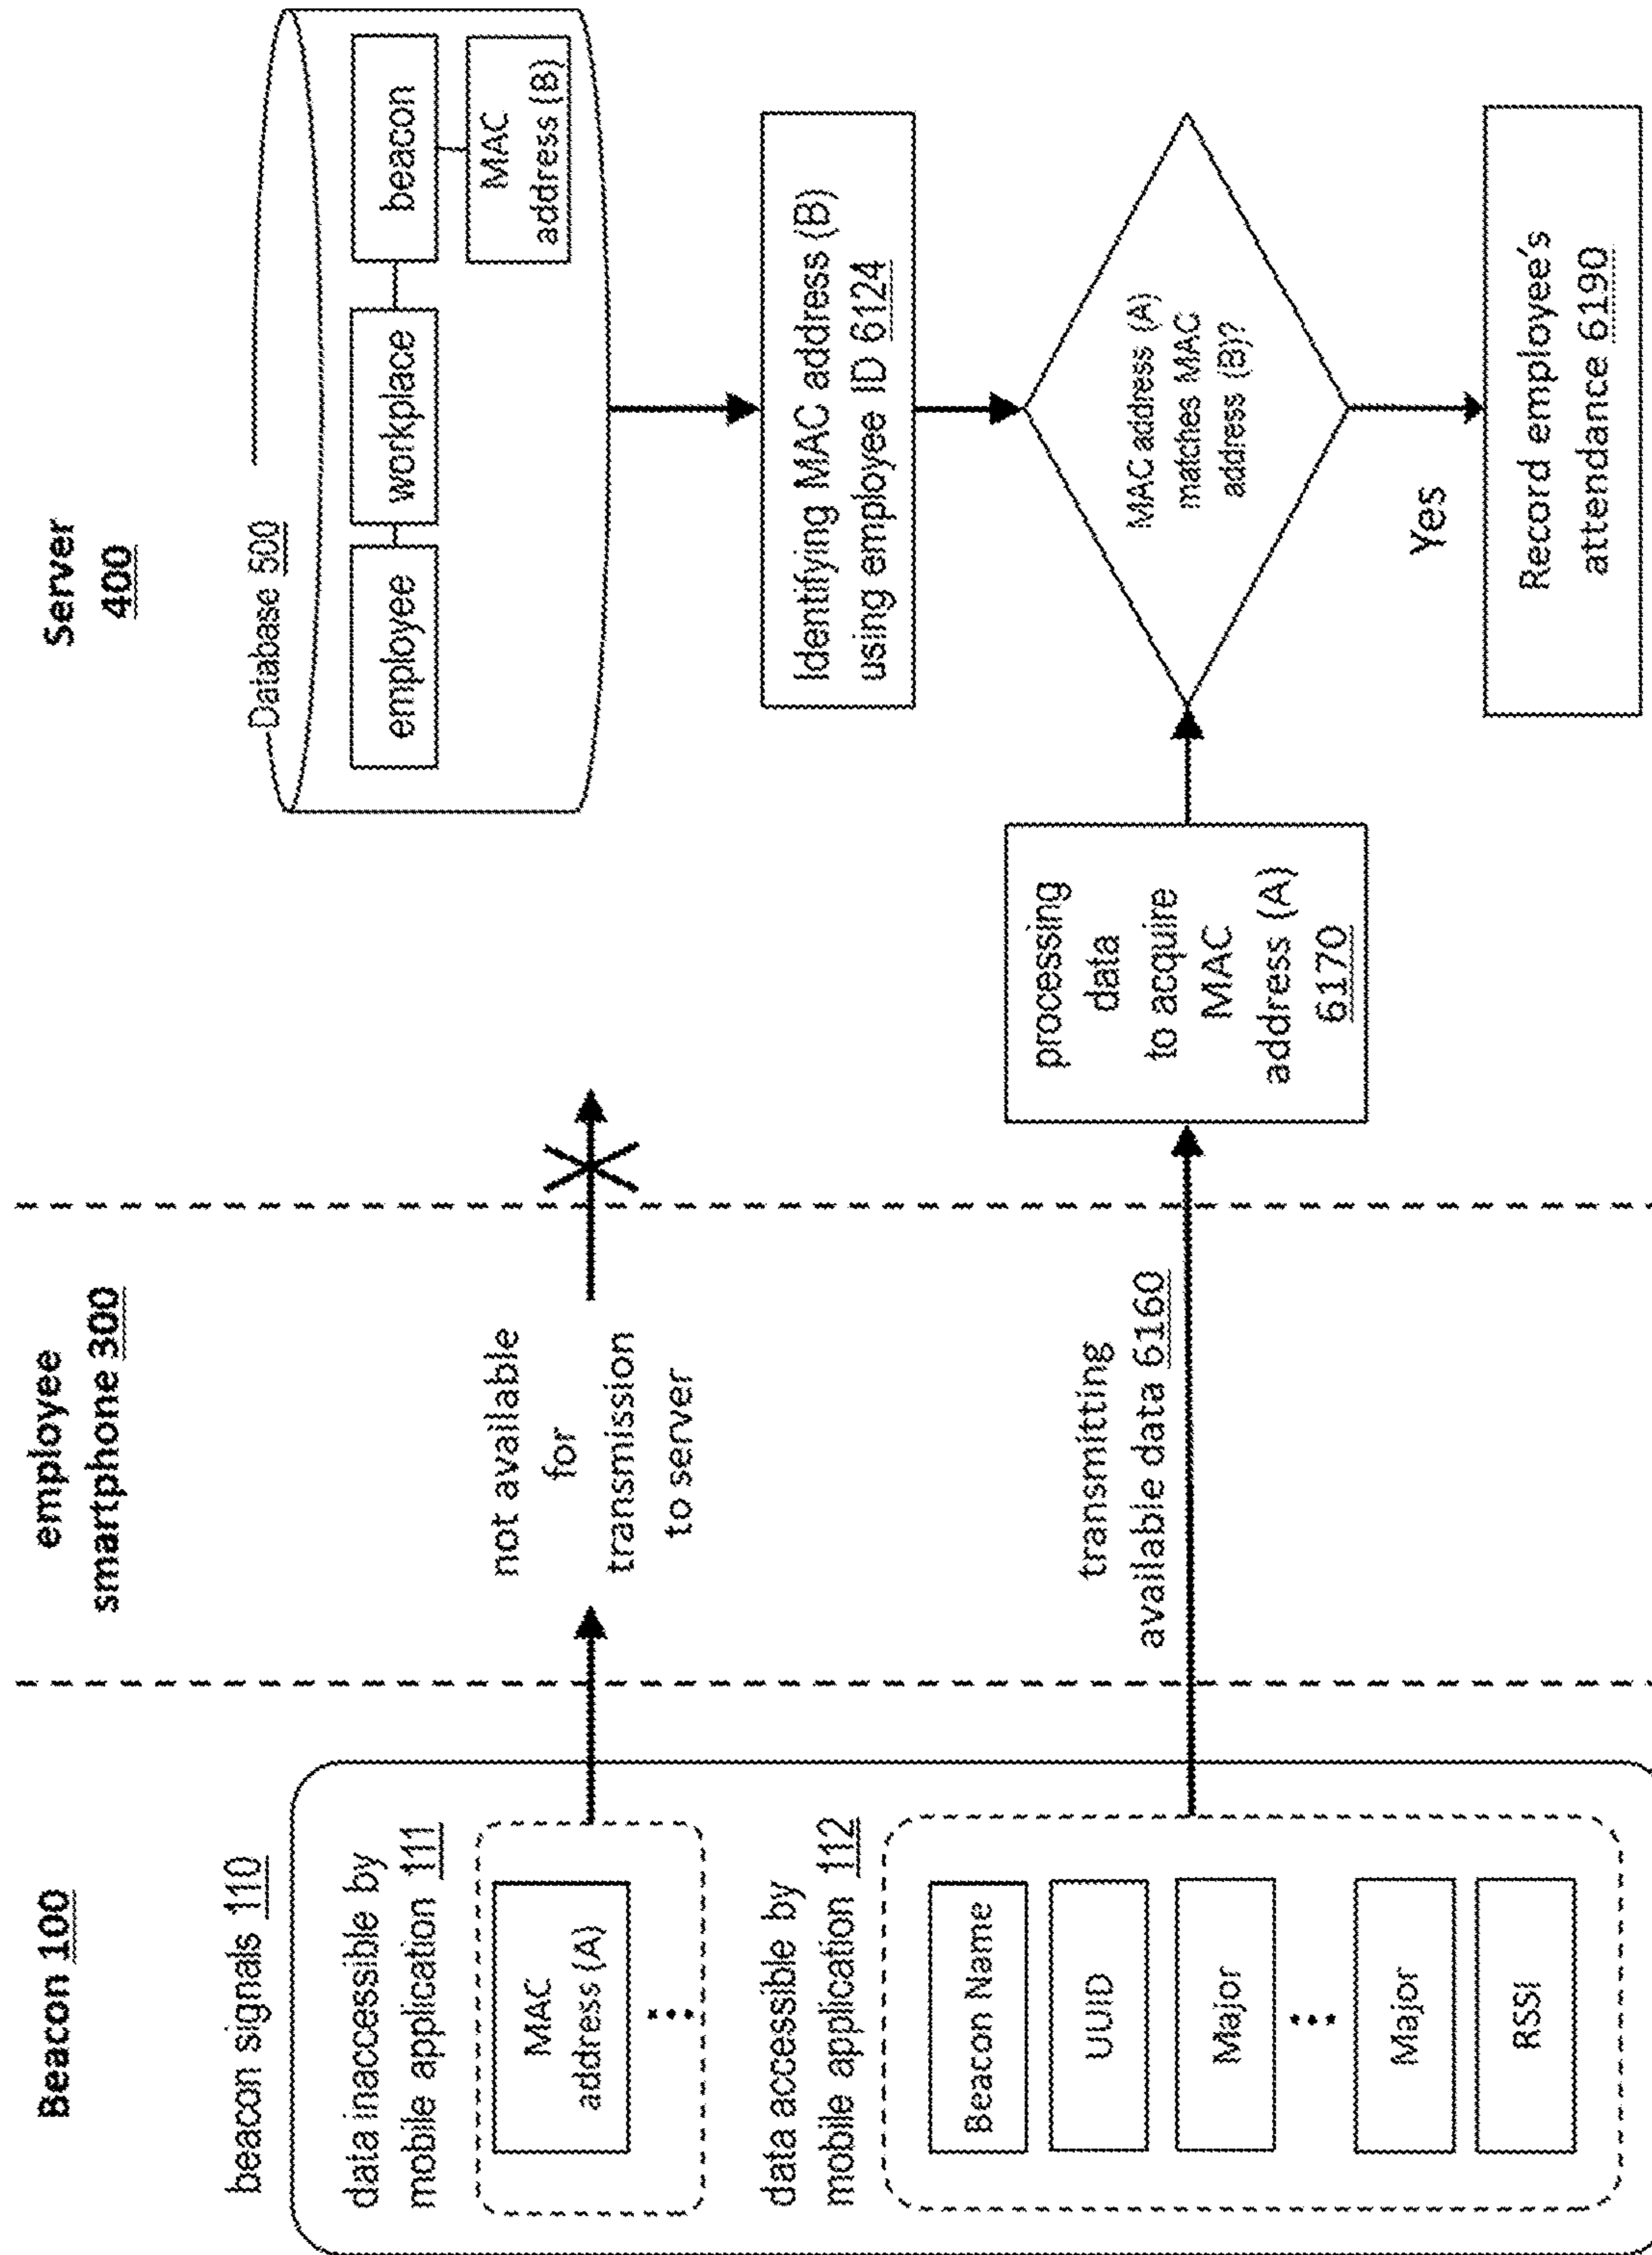 Beacon 100
beacon signals 110
data inaccessible by
mobile application 111
MAC
address (A)
...
data accessible by
mobile application 112
Beacon Name
UUID
Major
...
Major
RSSI
employee
smartphone 300
not available
for
transmission
to server
transmitting
available data 6160
Server
400
Database 500
employee
workplace
beacon
MAC
address (B)
Identifying MAC address (B)
using employee ID 6124
processing
data
to acquire
MAC
address (A)
6170
MAC address (A)
matches MAC
address (B)?
Yes
Record employee's
attendance 6190